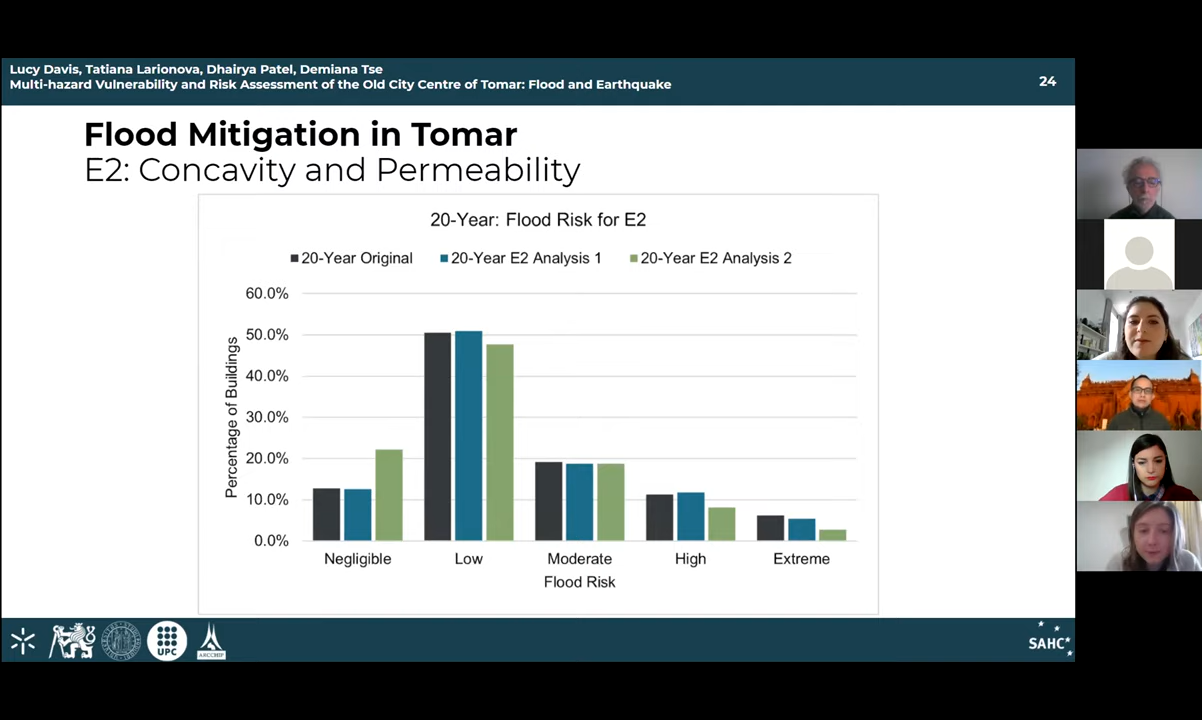 Lucy Davis, Tatiana Larionova, Dhairya Patel, Demiana Tse
Multi-hazard Vulnerability and Risk Assessment of the Old City Centre of Tomar: Flood and Earthquake
24
Flood Mitigation in Tomar
E2: Concavity and Permeability
20-Year: Flood Risk for E2
20-Year Original
20-Year E2 Analysis 1
20-Year E2 Analysis 2
Percentage of Buildings
60.0%
50.0%
40.0%
30.0%
20.0%
10.0%
0.0%
Negligible
Low
Moderate
High
Extreme
Flood Risk
UPC
ARCCHIP
SAHC